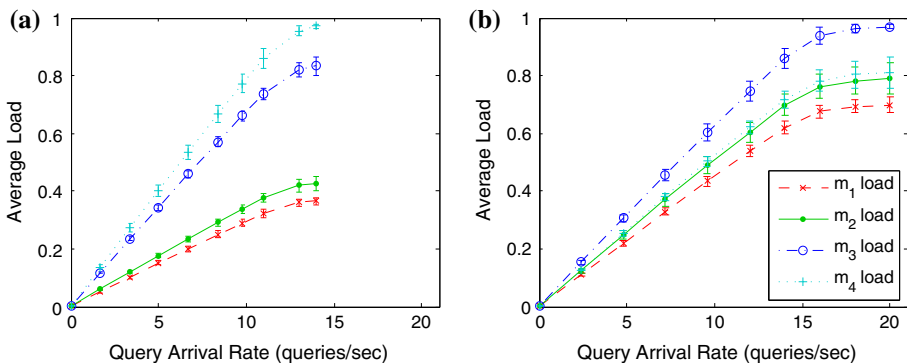 (a)
1
0.8
0.6
0.4
0.2
0
Average Load
0 5 10 15 20
Query Arrival Rate (queries/sec)
(b)
1
0.8
0.6
0.4
0.2
0
Average Load
0 5 10 15 20
Query Arrival Rate (queries/sec)
m1 load
m2 load
m3 load
m4 load